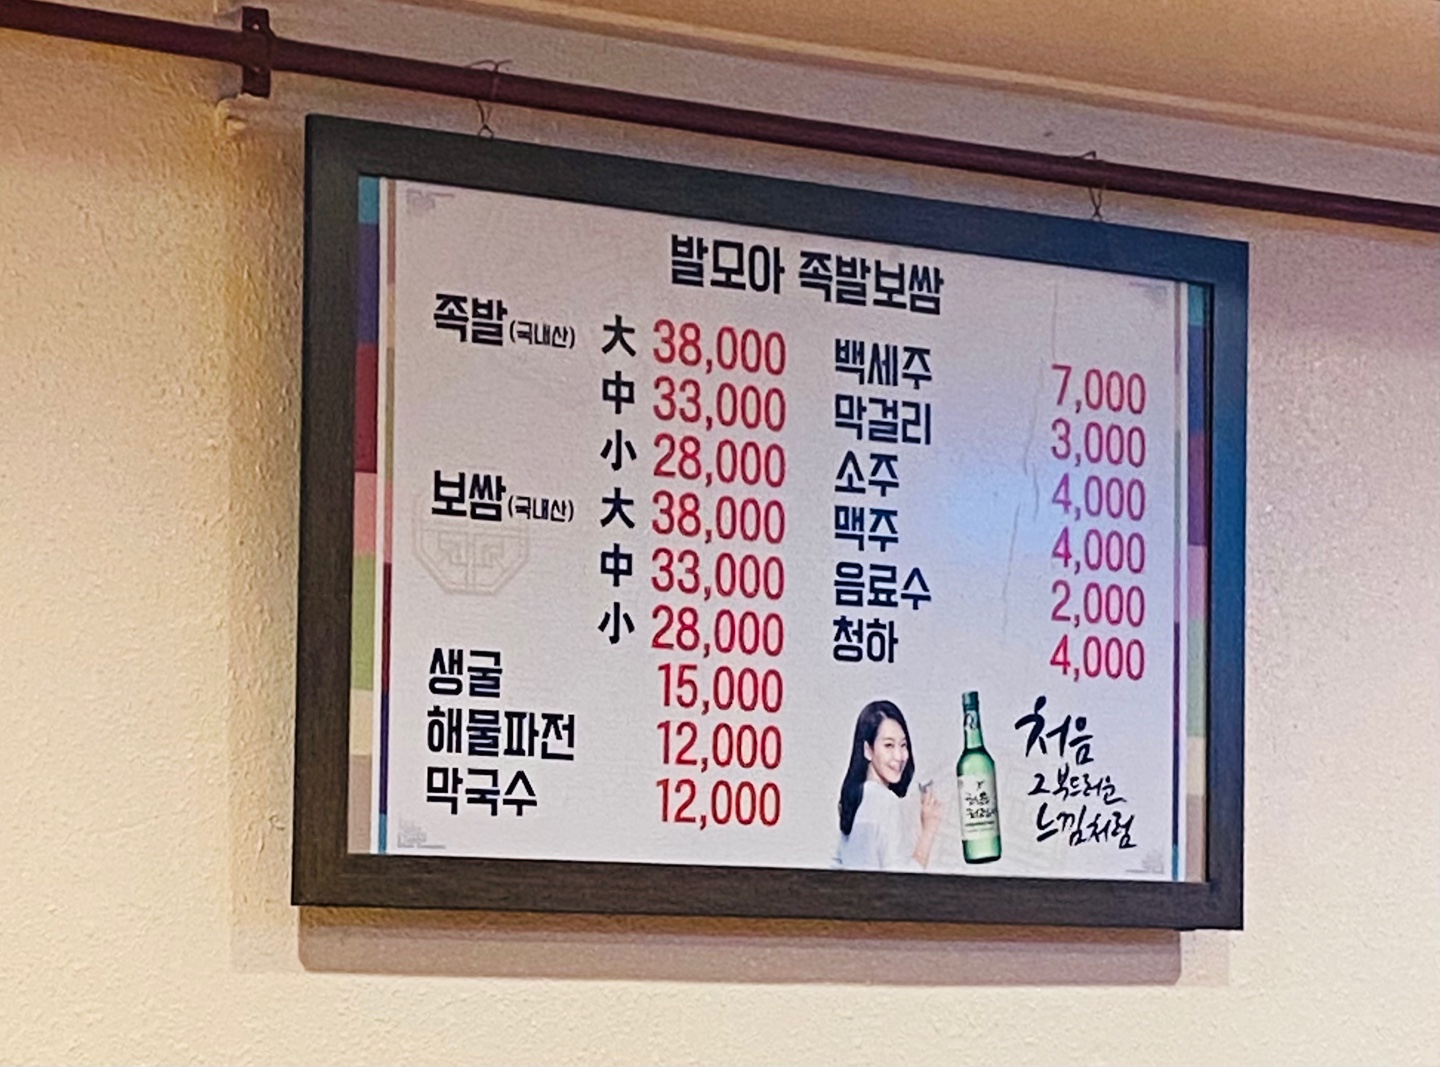 발모아 족발보쌈
족발(국내산) 大 38,000
中 33,000
小 28,000
보쌈(국내산) 大 38,000
中 33,000
小 28,000
생굴 15,000
해물파전 12,000
막국수 12,000
백세주 7,000
막걸리 3,000
소주 4,000
맥주 4,000
음료수 2,000
청하 4,000
처음
그 부드러운
느낌처럼